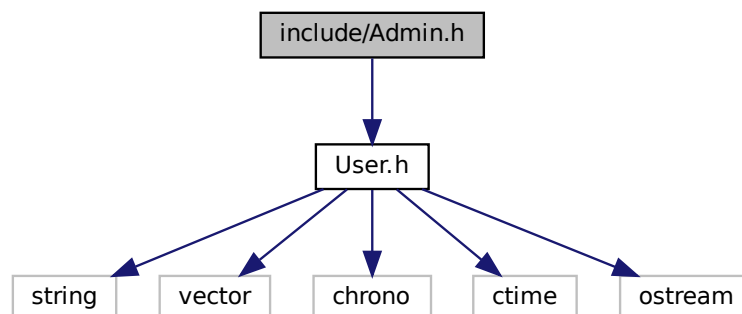 include/Admin.h
User.h
string
vector
chrono
ctime
ostream